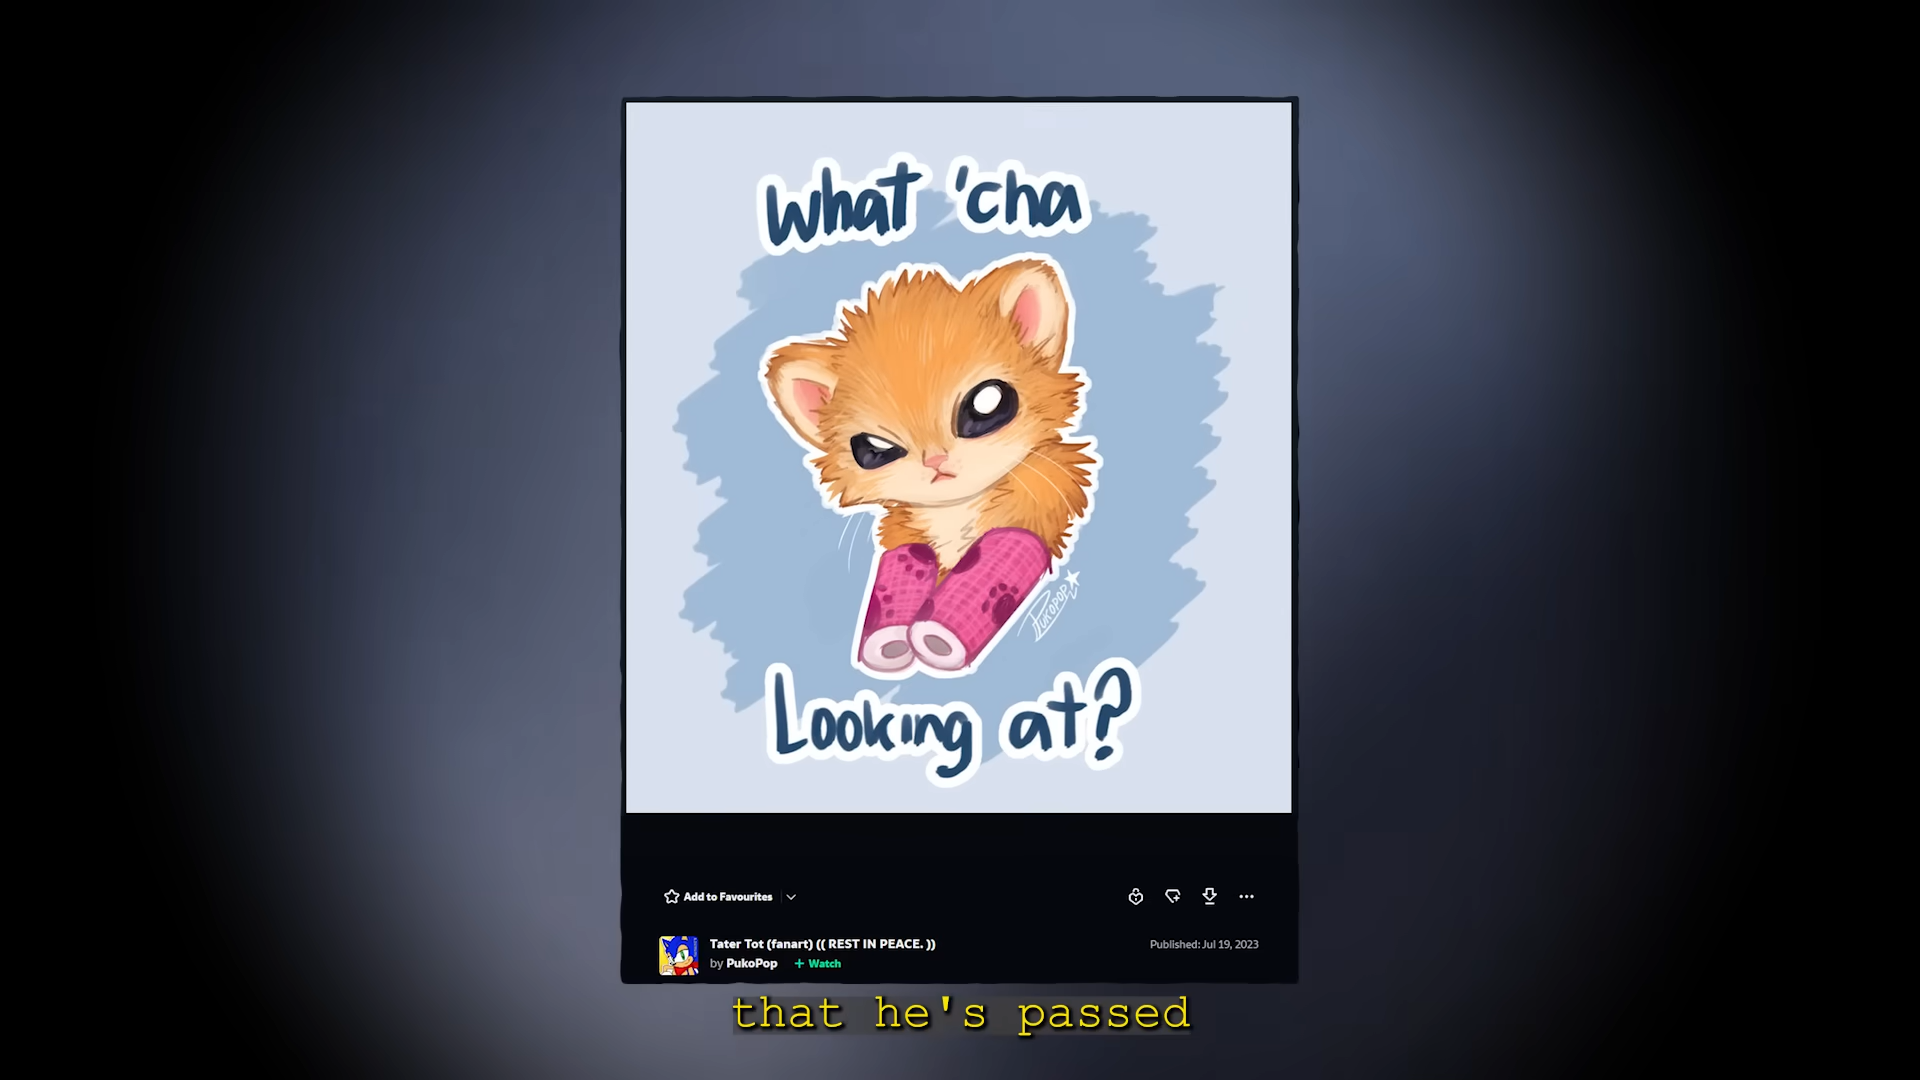 What 'cha
PUKOPOP
Looking at?
Add to Favourites
Tater Tot (fanart) (( REST IN PEACE. ))
Published: Jul 19, 2023
by PukoPop + Watch
that he's passed